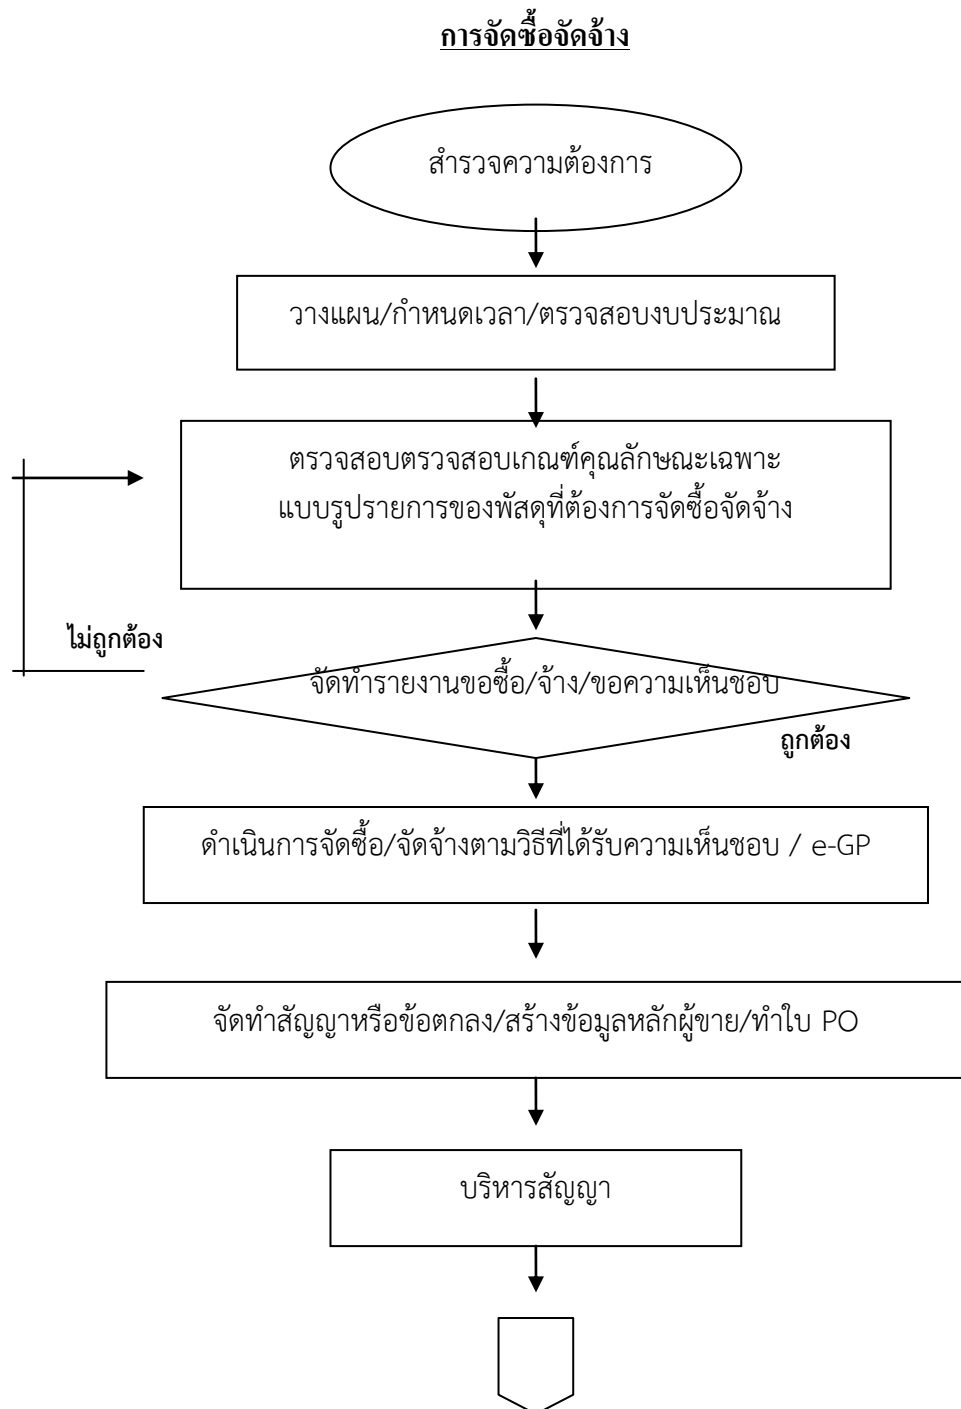 การจัดซื้อจัดจ้าง
สำรวจความต้องการ
วางแผน/กำหนดเวลา/ตรวจสอบงบประมาณ
ตรวจสอบตรวจสอบเกณฑ์คุณลักษณะเฉพาะ
แบบรูปรายการของพัสดุที่ต้องการจัดซื้อจัดจ้าง
ไม่ถูกต้อง
จัดทำรายงานขอซื้อ/จ้าง/ขอความเห็นชอบ
ถูกต้อง
ดำเนินการจัดซื้อ/จัดจ้างตามวิธีที่ได้รับความเห็นชอบ / e-GP
จัดทำสัญญาหรือข้อตกลง/สร้างข้อมูลหลักผู้ขาย/ทำใบ PO
บริหารสัญญา